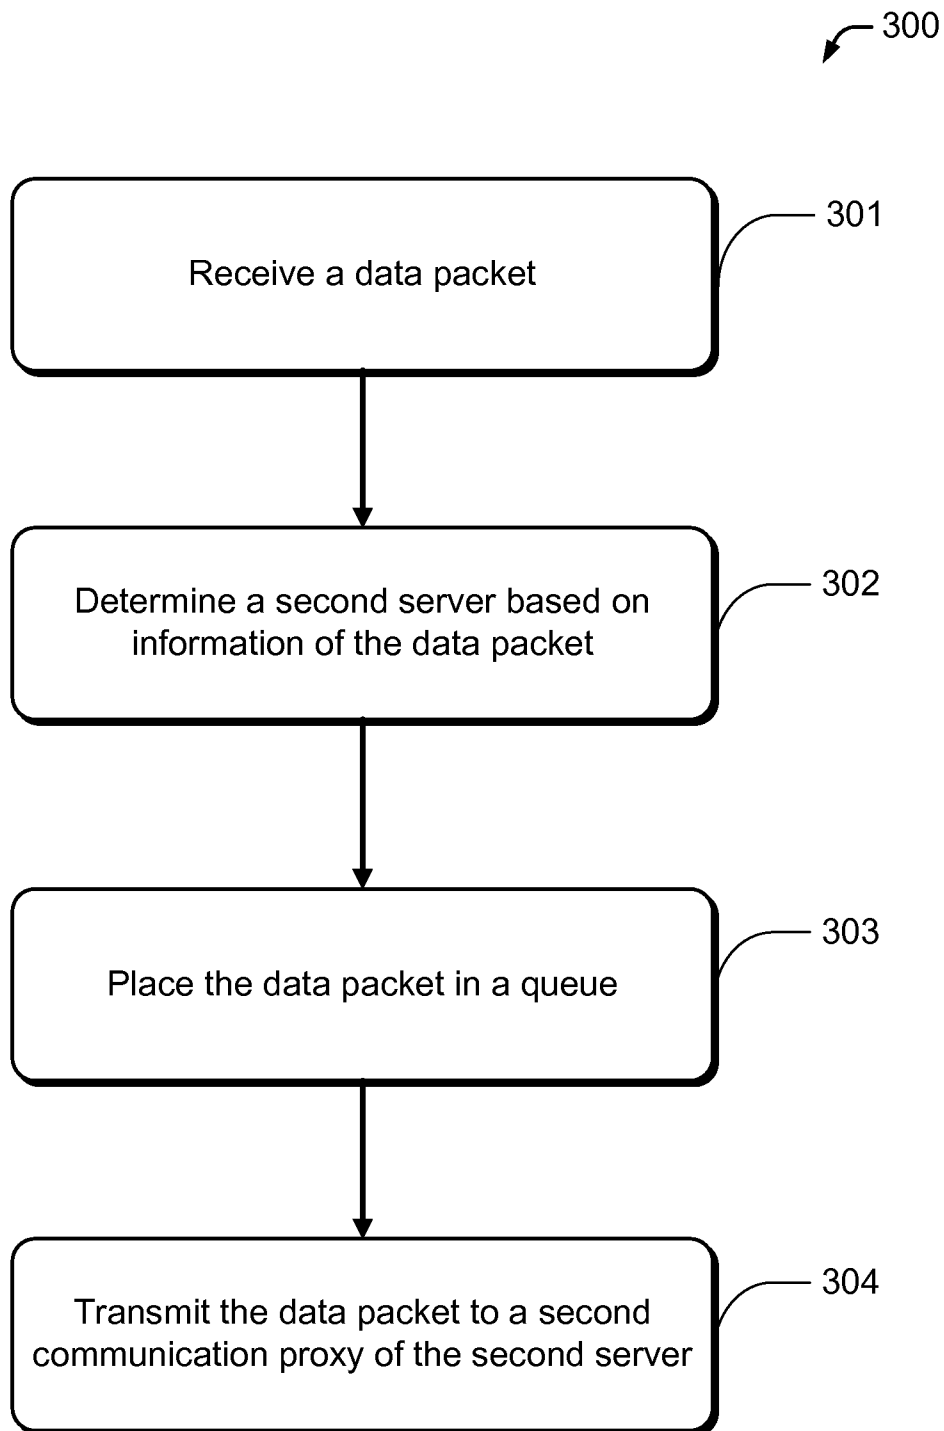 300
301
Receive a data packet
302
Determine a second server based on
information of the data packet
303
Place the data packet in a queue
304
Transmit the data packet to a second
communication proxy of the second server